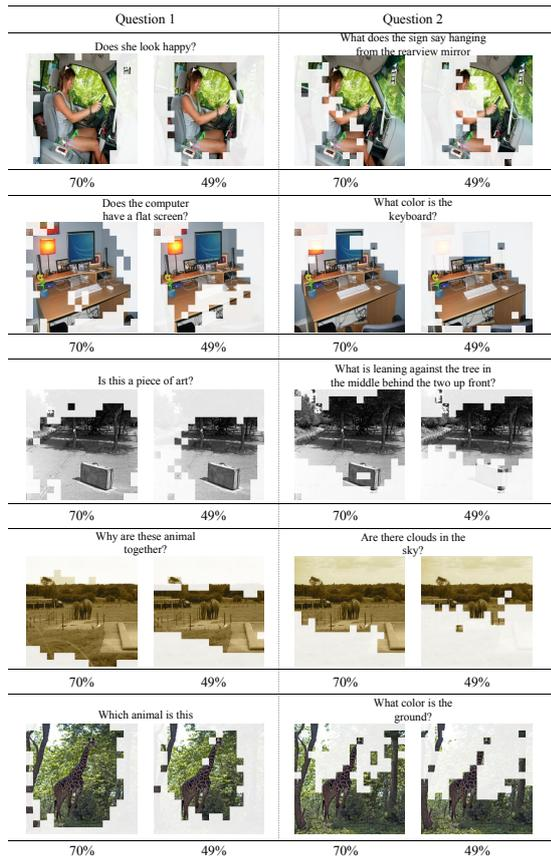 Question 1 Question 2
Does she look happy?
What does the sign say hanging
from the rearview mirror
70% 49% 70% 49%
Does the computer
have a flat screen?
What color is the
keyboard?
70% 49% 70% 49%
Is this a piece of art?
What is leaning against the tree in
the middle behind the two up front?
70% 49% 70% 49%
Why are these animal
together?
Are there clouds in the
sky?
70% 49% 70% 49%
Which animal is this
What color is the
ground?
70% 49% 70% 49%